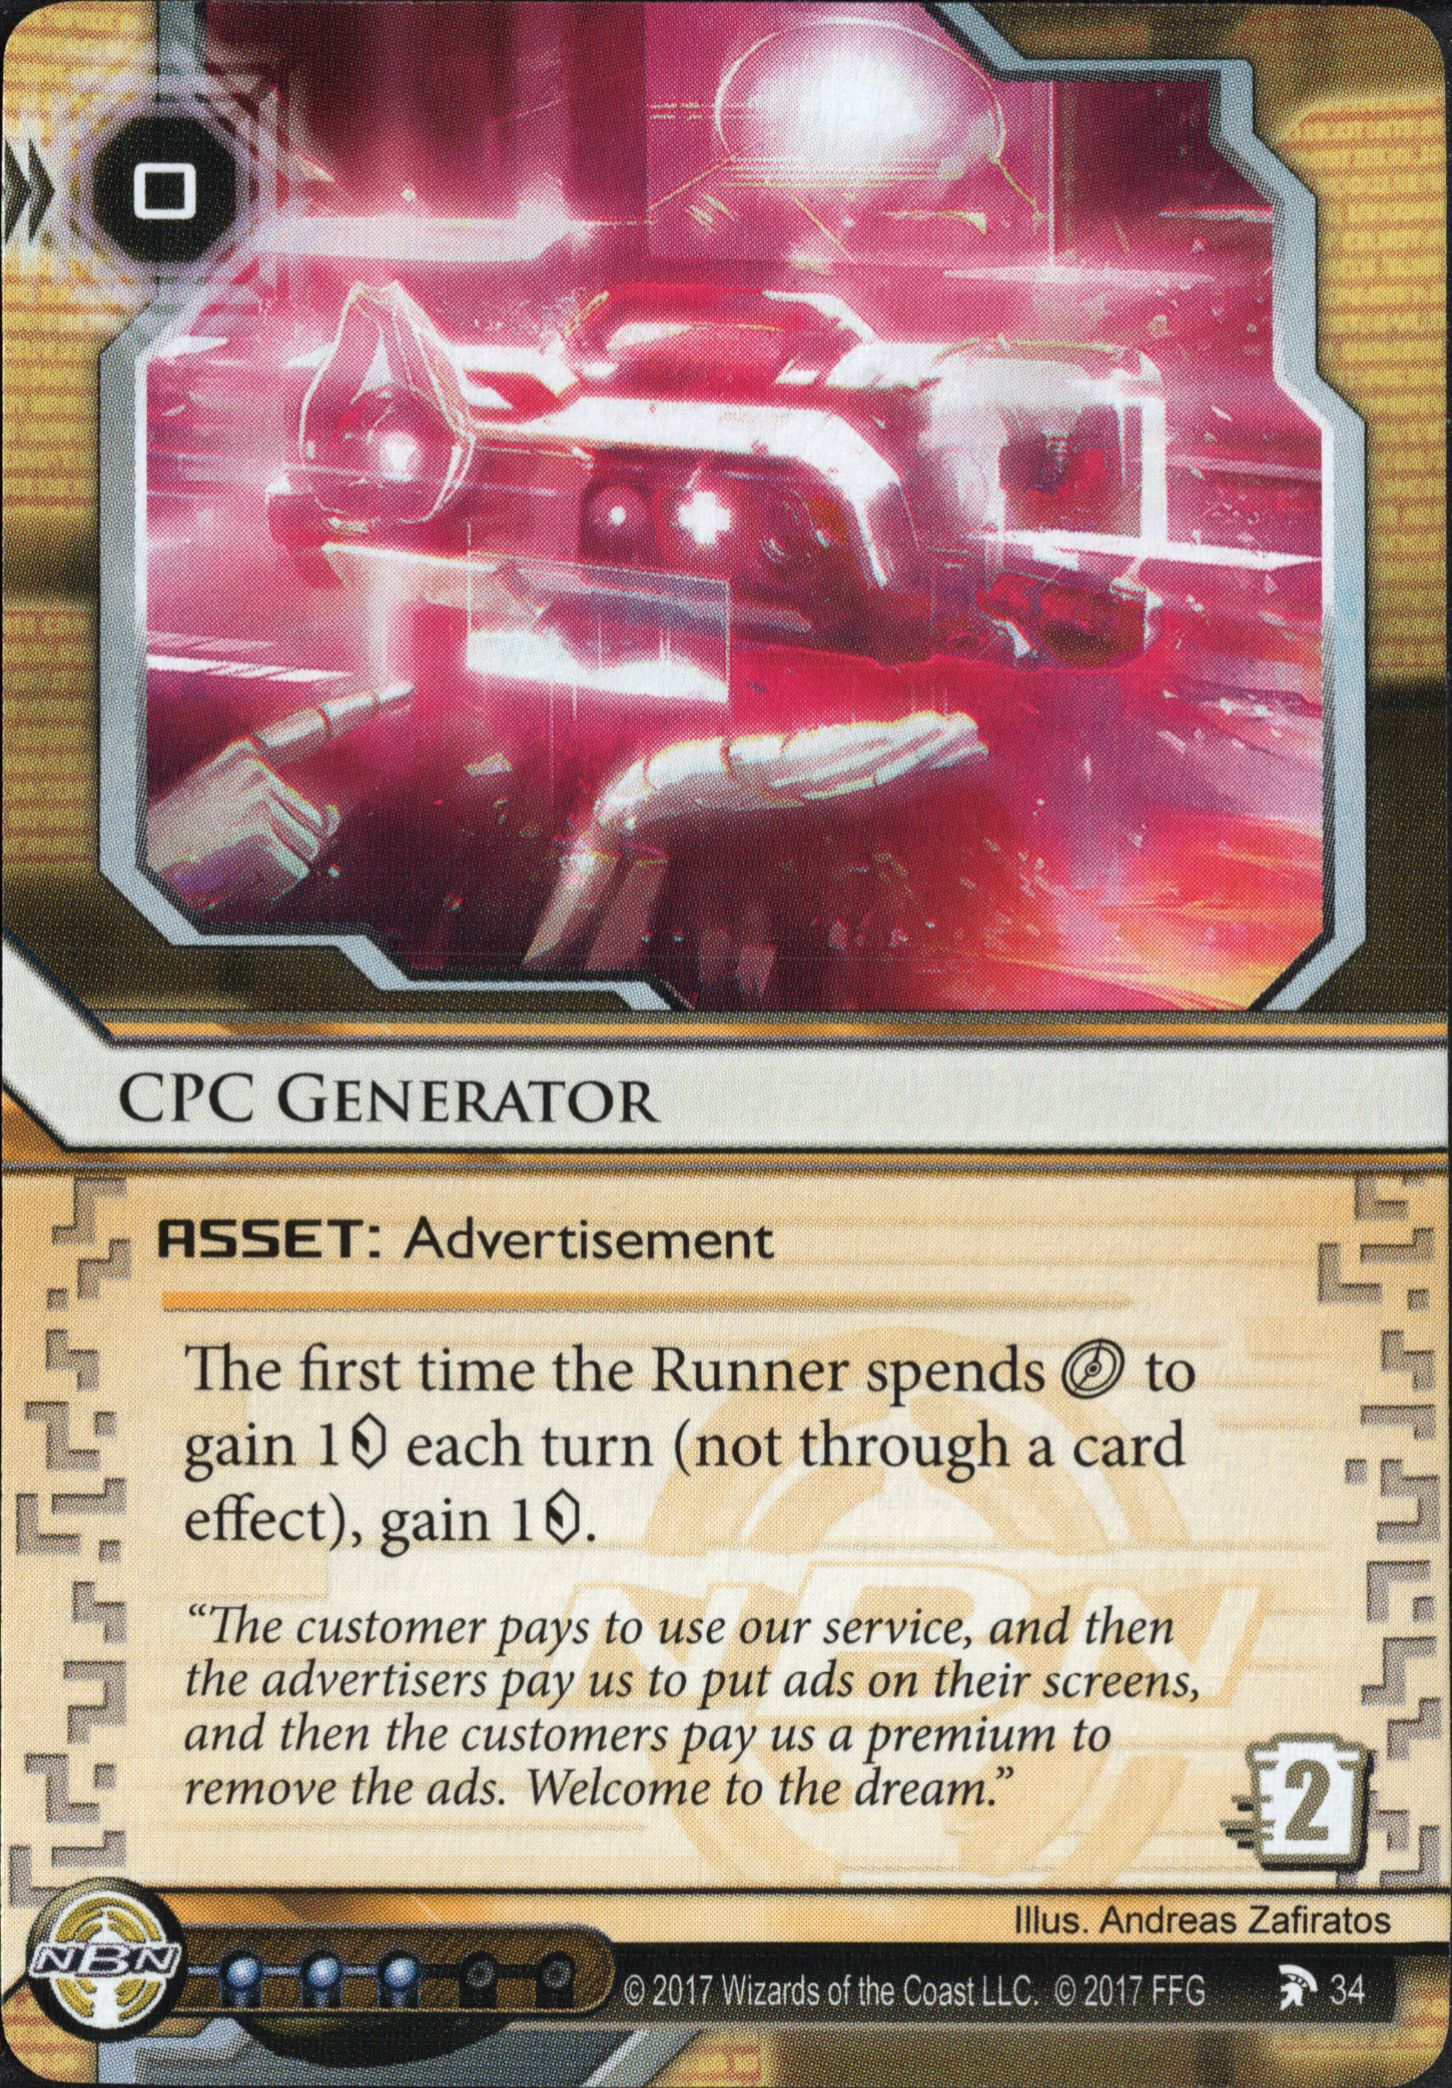 0
CPC GENERATOR
ASSET: Advertisement
The first time the Runner spends to
gain 1 each turn (not through a card
effect), gain 1.
“The customer pays to use our service, and then
the advertisers pay us to put ads on their screens,
and then the customers pay us a premium to
remove the ads. Welcome to the dream.”
2
Illus. Andreas Zafiratos
NBN
© 2017 Wizards of the Coast LLC. © 2017 FFG 34